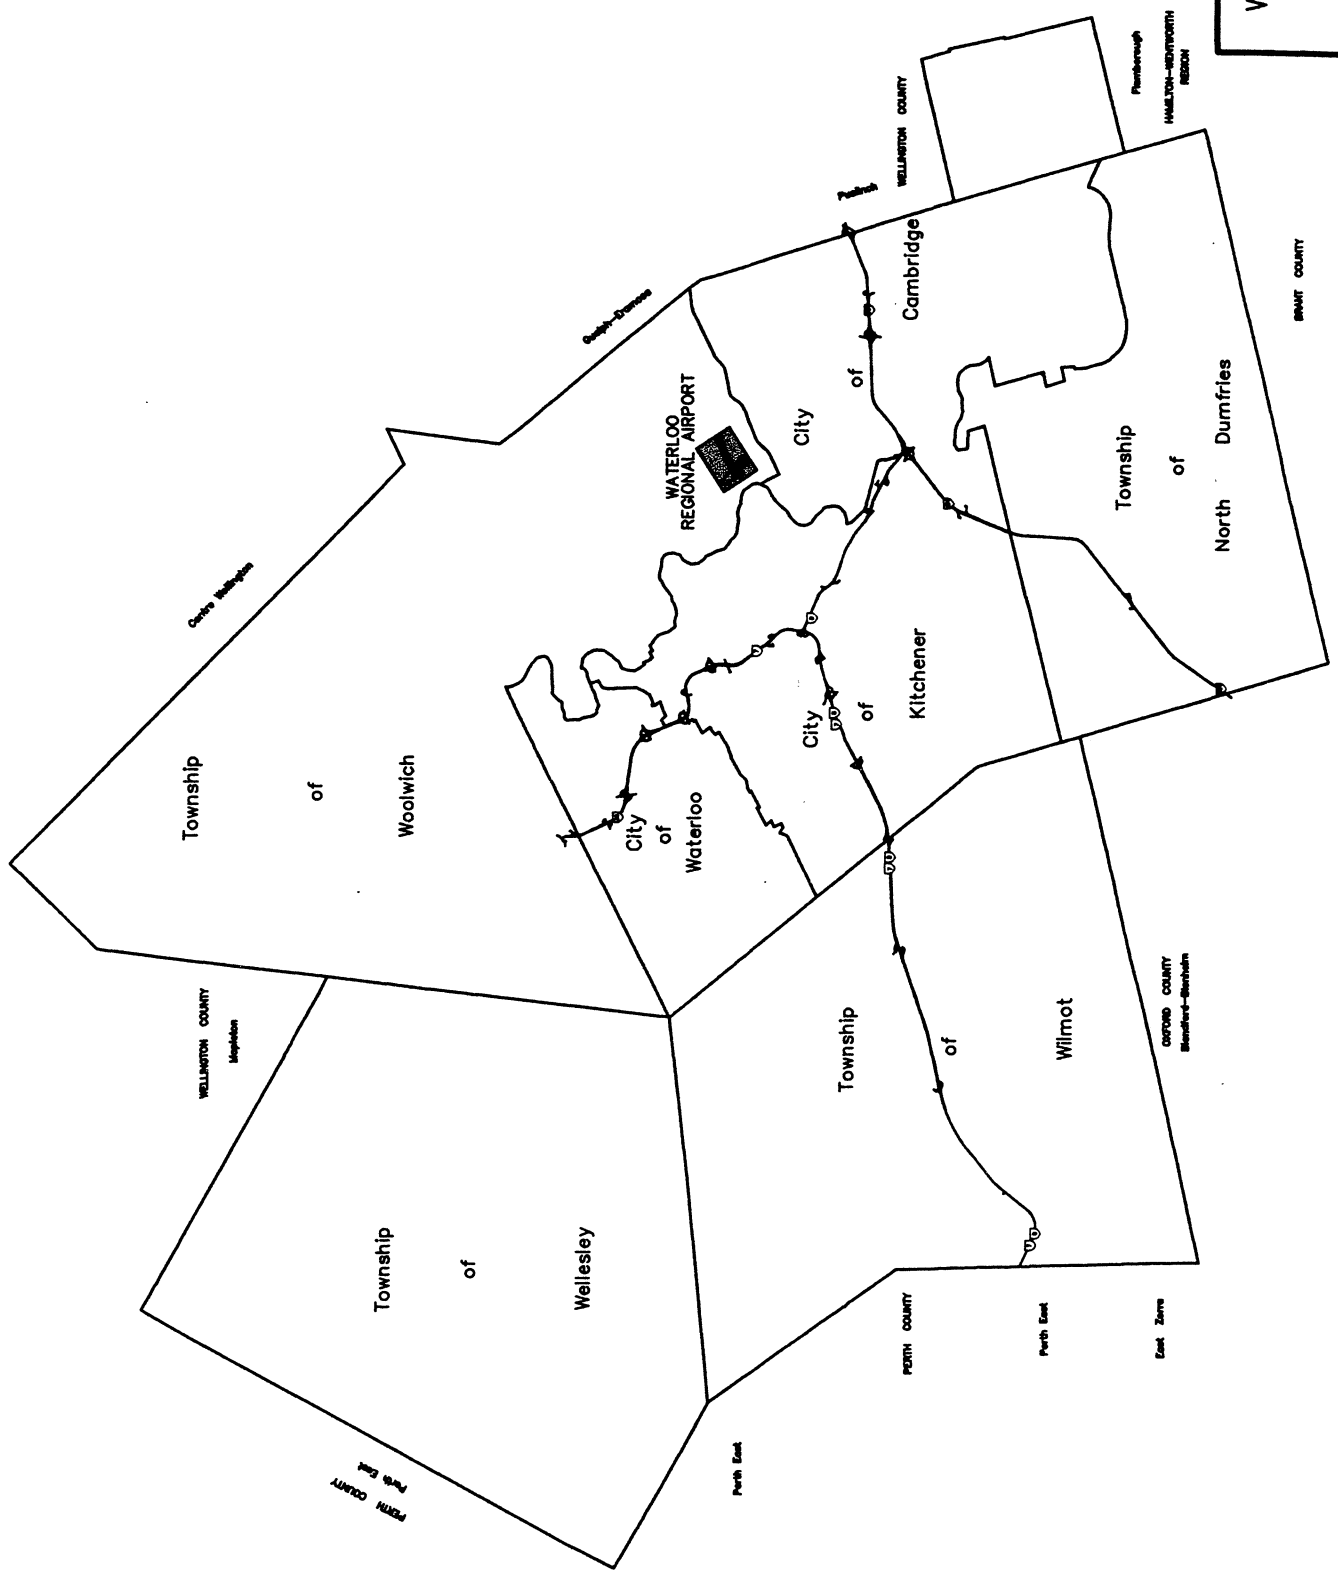 Township
of
Wellesley
Township
of
Woolwich
City
of
Waterloo
WATERLOO
REGIONAL AIRPORT
City
of
Kitchener
City
of
Cambridge
Township
of
Wilmot
Township
of
North Dumfries
Centre Wellington
Guelph-Eramosa
Puslinch
WELLINGTON COUNTY
Flamborough
HAMILTON-WENTWORTH
REGION
BRANT COUNTY
WELLINGTON COUNTY
Mapleton
OXFORD COUNTY
Blandford-Blenheim
PERTH COUNTY
Perth East
Perth East
PERTH COUNTY
Perth East
East Zorra